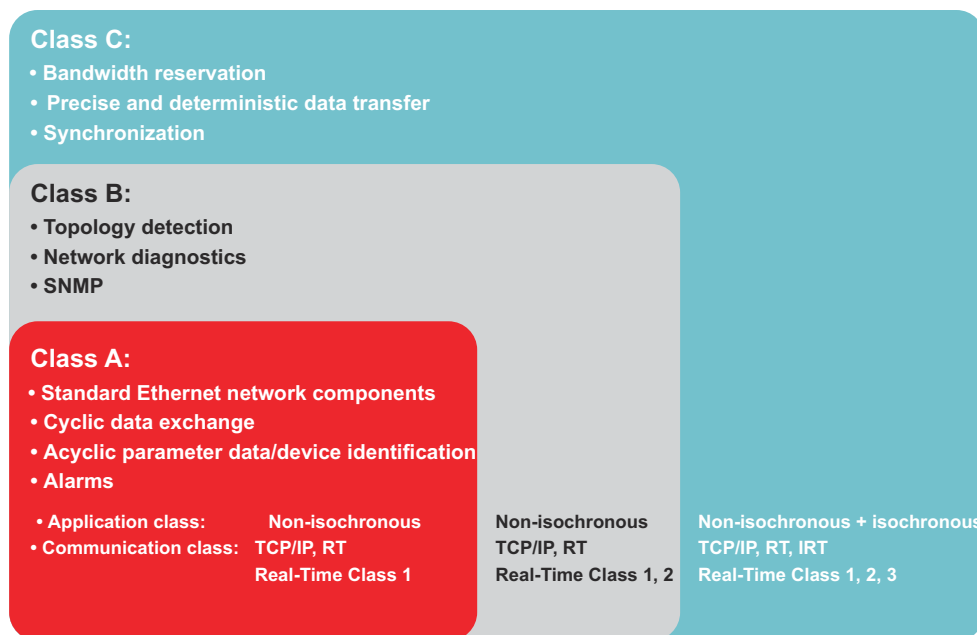 Class C:
• Bandwidth reservation
• Precise and deterministic data transfer
• Synchronization
Class B:
• Topology detection
• Network diagnostics
• SNMP
Class A:
• Standard Ethernet network components
• Cyclic data exchange
• Acyclic parameter data/device identification
• Alarms
• Application class: Non-isochronous Non-isochronous Non-isochronous + isochronous
• Communication class: TCP/IP, RT TCP/IP, RT TCP/IP, RT, IRT
Real-Time Class 1 Real-Time Class 1, 2 Real-Time Class 1, 2, 3